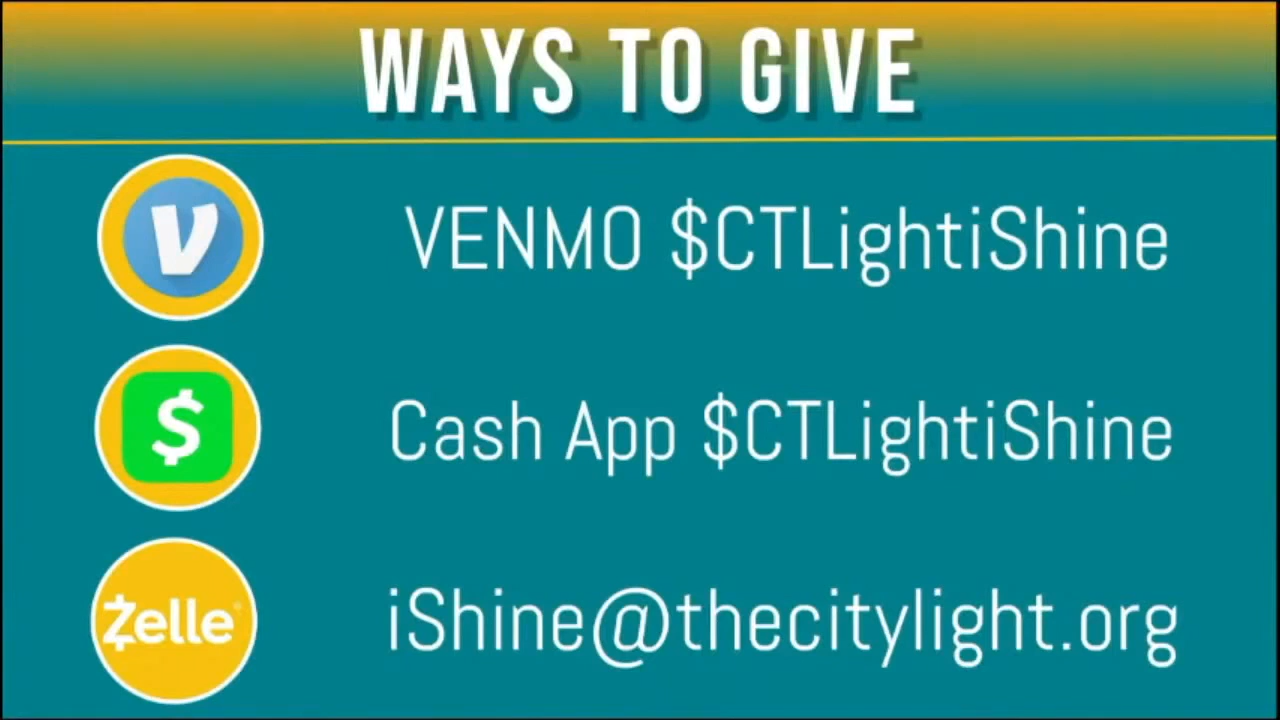 WAYS TO GIVE
V
VENMO $CTLightiShine
$
Cash App $CTLightiShine
Zelle
iShine@thecitylight.org